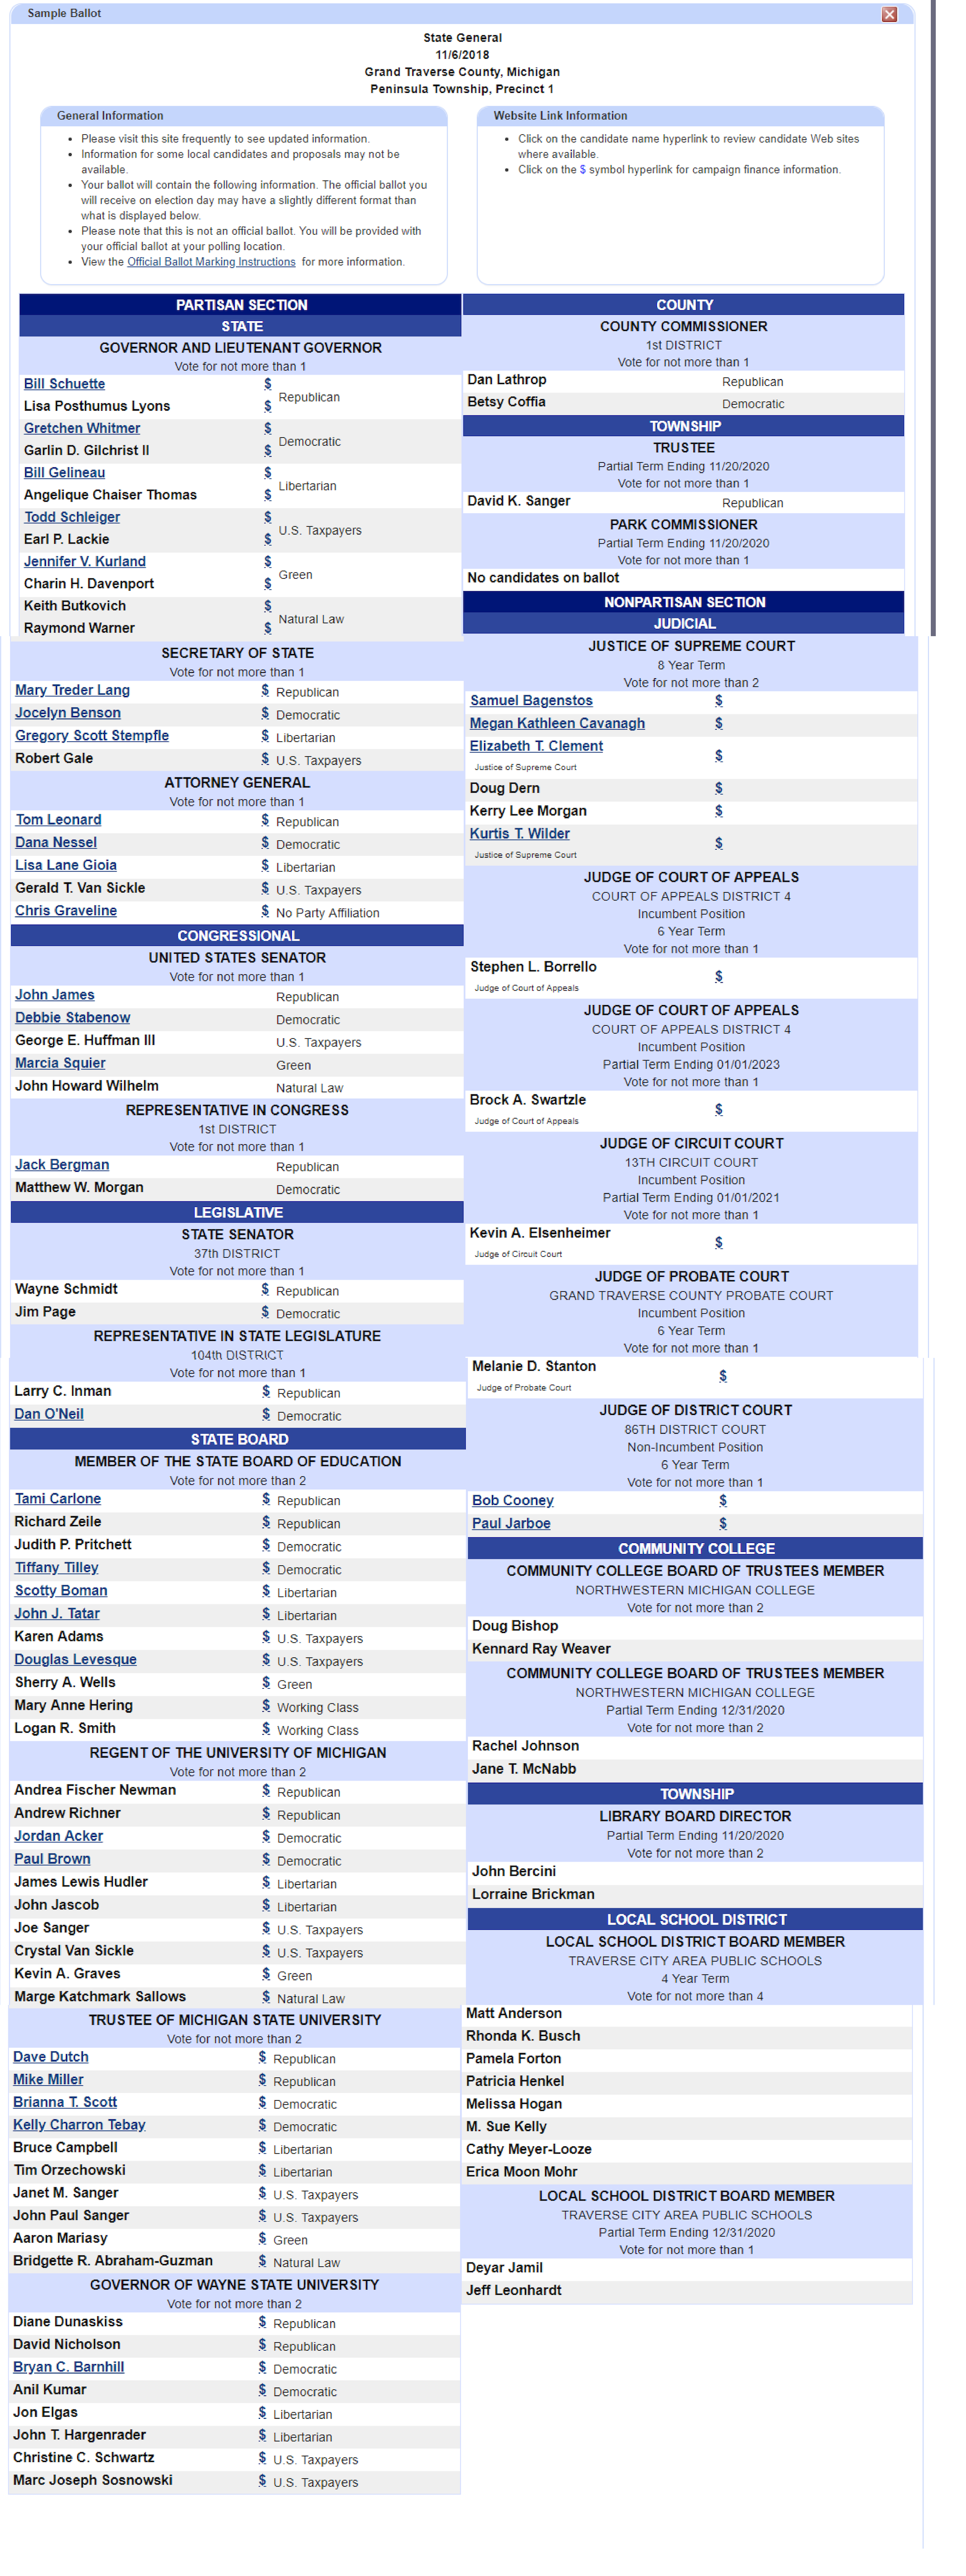 Sample Ballot
State General
11/6/2018
Grand Traverse County, Michigan
Peninsula Township, Precinct 1
General Information
Please visit this site frequently to see updated information.
Information for some local candidates and proposals may not be
available.
Your ballot will contain the following information. The official ballot you
will receive on election day may have a slightly different format than
what is displayed below.
Please note that this is not an official ballot. You will be provided with
your official ballot at your polling location.
View the Official Ballot Marking Instructions for more information.
Website Link Information
Click on the candidate name hyperlink to review candidate Web sites
where available.
Click on the $ symbol hyperlink for campaign finance information.
PARTISAN SECTION
STATE
GOVERNOR AND LIEUTENANT GOVERNOR
Vote for not more than 1
Bill Schuette $
Republican
Lisa Posthumus Lyons $
Gretchen Whitmer $
Democratic
Garlin D. Gilchrist II $
Bill Gelineau $
Libertarian
Angelique Chaiser Thomas $
Todd Schleiger $
U.S. Taxpayers
Earl P. Lackie $
Jennifer V. Kurland $
Green
Charin H. Davenport $
Keith Butkovich $
Natural Law
Raymond Warner $
SECRETARY OF STATE
Vote for not more than 1
Mary Treder Lang $ Republican
Jocelyn Benson $ Democratic
Gregory Scott Stempfle $ Libertarian
Robert Gale $ U.S. Taxpayers
ATTORNEY GENERAL
Vote for not more than 1
Tom Leonard $ Republican
Dana Nessel $ Democratic
Lisa Lane Gioia $ Libertarian
Gerald T. Van Sickle $ U.S. Taxpayers
Chris Graveline $ No Party Affiliation
CONGRESSIONAL
UNITED STATES SENATOR
Vote for not more than 1
John James Republican
Debbie Stabenow Democratic
George E. Huffman III U.S. Taxpayers
Marcia Squier Green
John Howard Wilhelm Natural Law
REPRESENTATIVE IN CONGRESS
1st DISTRICT
Vote for not more than 1
Jack Bergman Republican
Matthew W. Morgan Democratic
LEGISLATIVE
STATE SENATOR
37th DISTRICT
Vote for not more than 1
Wayne Schmidt $ Republican
Jim Page $ Democratic
REPRESENTATIVE IN STATE LEGISLATURE
104th DISTRICT
Vote for not more than 1
Larry C. Inman $ Republican
Dan O'Neil $ Democratic
STATE BOARD
MEMBER OF THE STATE BOARD OF EDUCATION
Vote for not more than 2
Tami Carlone $ Republican
Richard Zeile $ Republican
Judith P. Pritchett $ Democratic
Tiffany Tilley $ Democratic
Scotty Boman $ Libertarian
John J. Tatar $ Libertarian
Karen Adams $ U.S. Taxpayers
Douglas Levesque $ U.S. Taxpayers
Sherry A. Wells $ Green
Mary Anne Hering $ Working Class
Logan R. Smith $ Working Class
REGENT OF THE UNIVERSITY OF MICHIGAN
Vote for not more than 2
Andrea Fischer Newman $ Republican
Andrew Richner $ Republican
Jordan Acker $ Democratic
Paul Brown $ Democratic
James Lewis Hudler $ Libertarian
John Jascob $ Libertarian
Joe Sanger $ U.S. Taxpayers
Crystal Van Sickle $ U.S. Taxpayers
Kevin A. Graves $ Green
Marge Katchmark Sallows $ Natural Law
TRUSTEE OF MICHIGAN STATE UNIVERSITY
Vote for not more than 2
Dave Dutch $ Republican
Mike Miller $ Republican
Brianna T. Scott $ Democratic
Kelly Charron Tebay $ Democratic
Bruce Campbell $ Libertarian
Tim Orzechowski $ Libertarian
Janet M. Sanger $ U.S. Taxpayers
John Paul Sanger $ U.S. Taxpayers
Aaron Mariasy $ Green
Bridgette R. Abraham-Guzman $ Natural Law
GOVERNOR OF WAYNE STATE UNIVERSITY
Vote for not more than 2
Diane Dunaskiss $ Republican
David Nicholson $ Republican
Bryan C. Barnhill $ Democratic
Anil Kumar $ Democratic
Jon Elgas $ Libertarian
John T. Hargenrader $ Libertarian
Christine C. Schwartz $ U.S. Taxpayers
Marc Joseph Sosnowski $ U.S. Taxpayers
COUNTY
COUNTY COMMISSIONER
1st DISTRICT
Vote for not more than 1
Dan Lathrop Republican
Betsy Coffia Democratic
TOWNSHIP
TRUSTEE
Partial Term Ending 11/20/2020
Vote for not more than 1
David K. Sanger Republican
PARK COMMISSIONER
Partial Term Ending 11/20/2020
Vote for not more than 1
No candidates on ballot
NONPARTISAN SECTION
JUDICIAL
JUSTICE OF SUPREME COURT
8 Year Term
Vote for not more than 2
Samuel Bagenstos $
Megan Kathleen Cavanagh $
Elizabeth T. Clement $
Justice of Supreme Court
Doug Dern $
Kerry Lee Morgan $
Kurtis T. Wilder $
Justice of Supreme Court
JUDGE OF COURT OF APPEALS
COURT OF APPEALS DISTRICT 4
Incumbent Position
6 Year Term
Vote for not more than 1
Stephen L. Borrello $
Judge of Court of Appeals
JUDGE OF COURT OF APPEALS
COURT OF APPEALS DISTRICT 4
Incumbent Position
Partial Term Ending 01/01/2023
Vote for not more than 1
Brock A. Swartzle $
Judge of Court of Appeals
JUDGE OF CIRCUIT COURT
13TH CIRCUIT COURT
Incumbent Position
Partial Term Ending 01/01/2021
Vote for not more than 1
Kevin A. Elsenheimer $
Judge of Circuit Court
JUDGE OF PROBATE COURT
GRAND TRAVERSE COUNTY PROBATE COURT
Incumbent Position
6 Year Term
Vote for not more than 1
Melanie D. Stanton $
Judge of Probate Court
JUDGE OF DISTRICT COURT
86TH DISTRICT COURT
Non-Incumbent Position
6 Year Term
Vote for not more than 1
Bob Cooney $
Paul Jarboe $
COMMUNITY COLLEGE
COMMUNITY COLLEGE BOARD OF TRUSTEES MEMBER
NORTHWESTERN MICHIGAN COLLEGE
Vote for not more than 2
Doug Bishop
Kennard Ray Weaver
COMMUNITY COLLEGE BOARD OF TRUSTEES MEMBER
NORTHWESTERN MICHIGAN COLLEGE
Partial Term Ending 12/31/2020
Vote for not more than 2
Rachel Johnson
Jane T. McNabb
TOWNSHIP
LIBRARY BOARD DIRECTOR
Partial Term Ending 11/20/2020
Vote for not more than 2
John Bercini
Lorraine Brickman
LOCAL SCHOOL DISTRICT
LOCAL SCHOOL DISTRICT BOARD MEMBER
TRAVERSE CITY AREA PUBLIC SCHOOLS
4 Year Term
Vote for not more than 4
Matt Anderson
Rhonda K. Busch
Pamela Forton
Patricia Henkel
Melissa Hogan
M. Sue Kelly
Cathy Meyer-Looze
Erica Moon Mohr
LOCAL SCHOOL DISTRICT BOARD MEMBER
TRAVERSE CITY AREA PUBLIC SCHOOLS
Partial Term Ending 12/31/2020
Vote for not more than 1
Deyar Jamil
Jeff Leonhardt